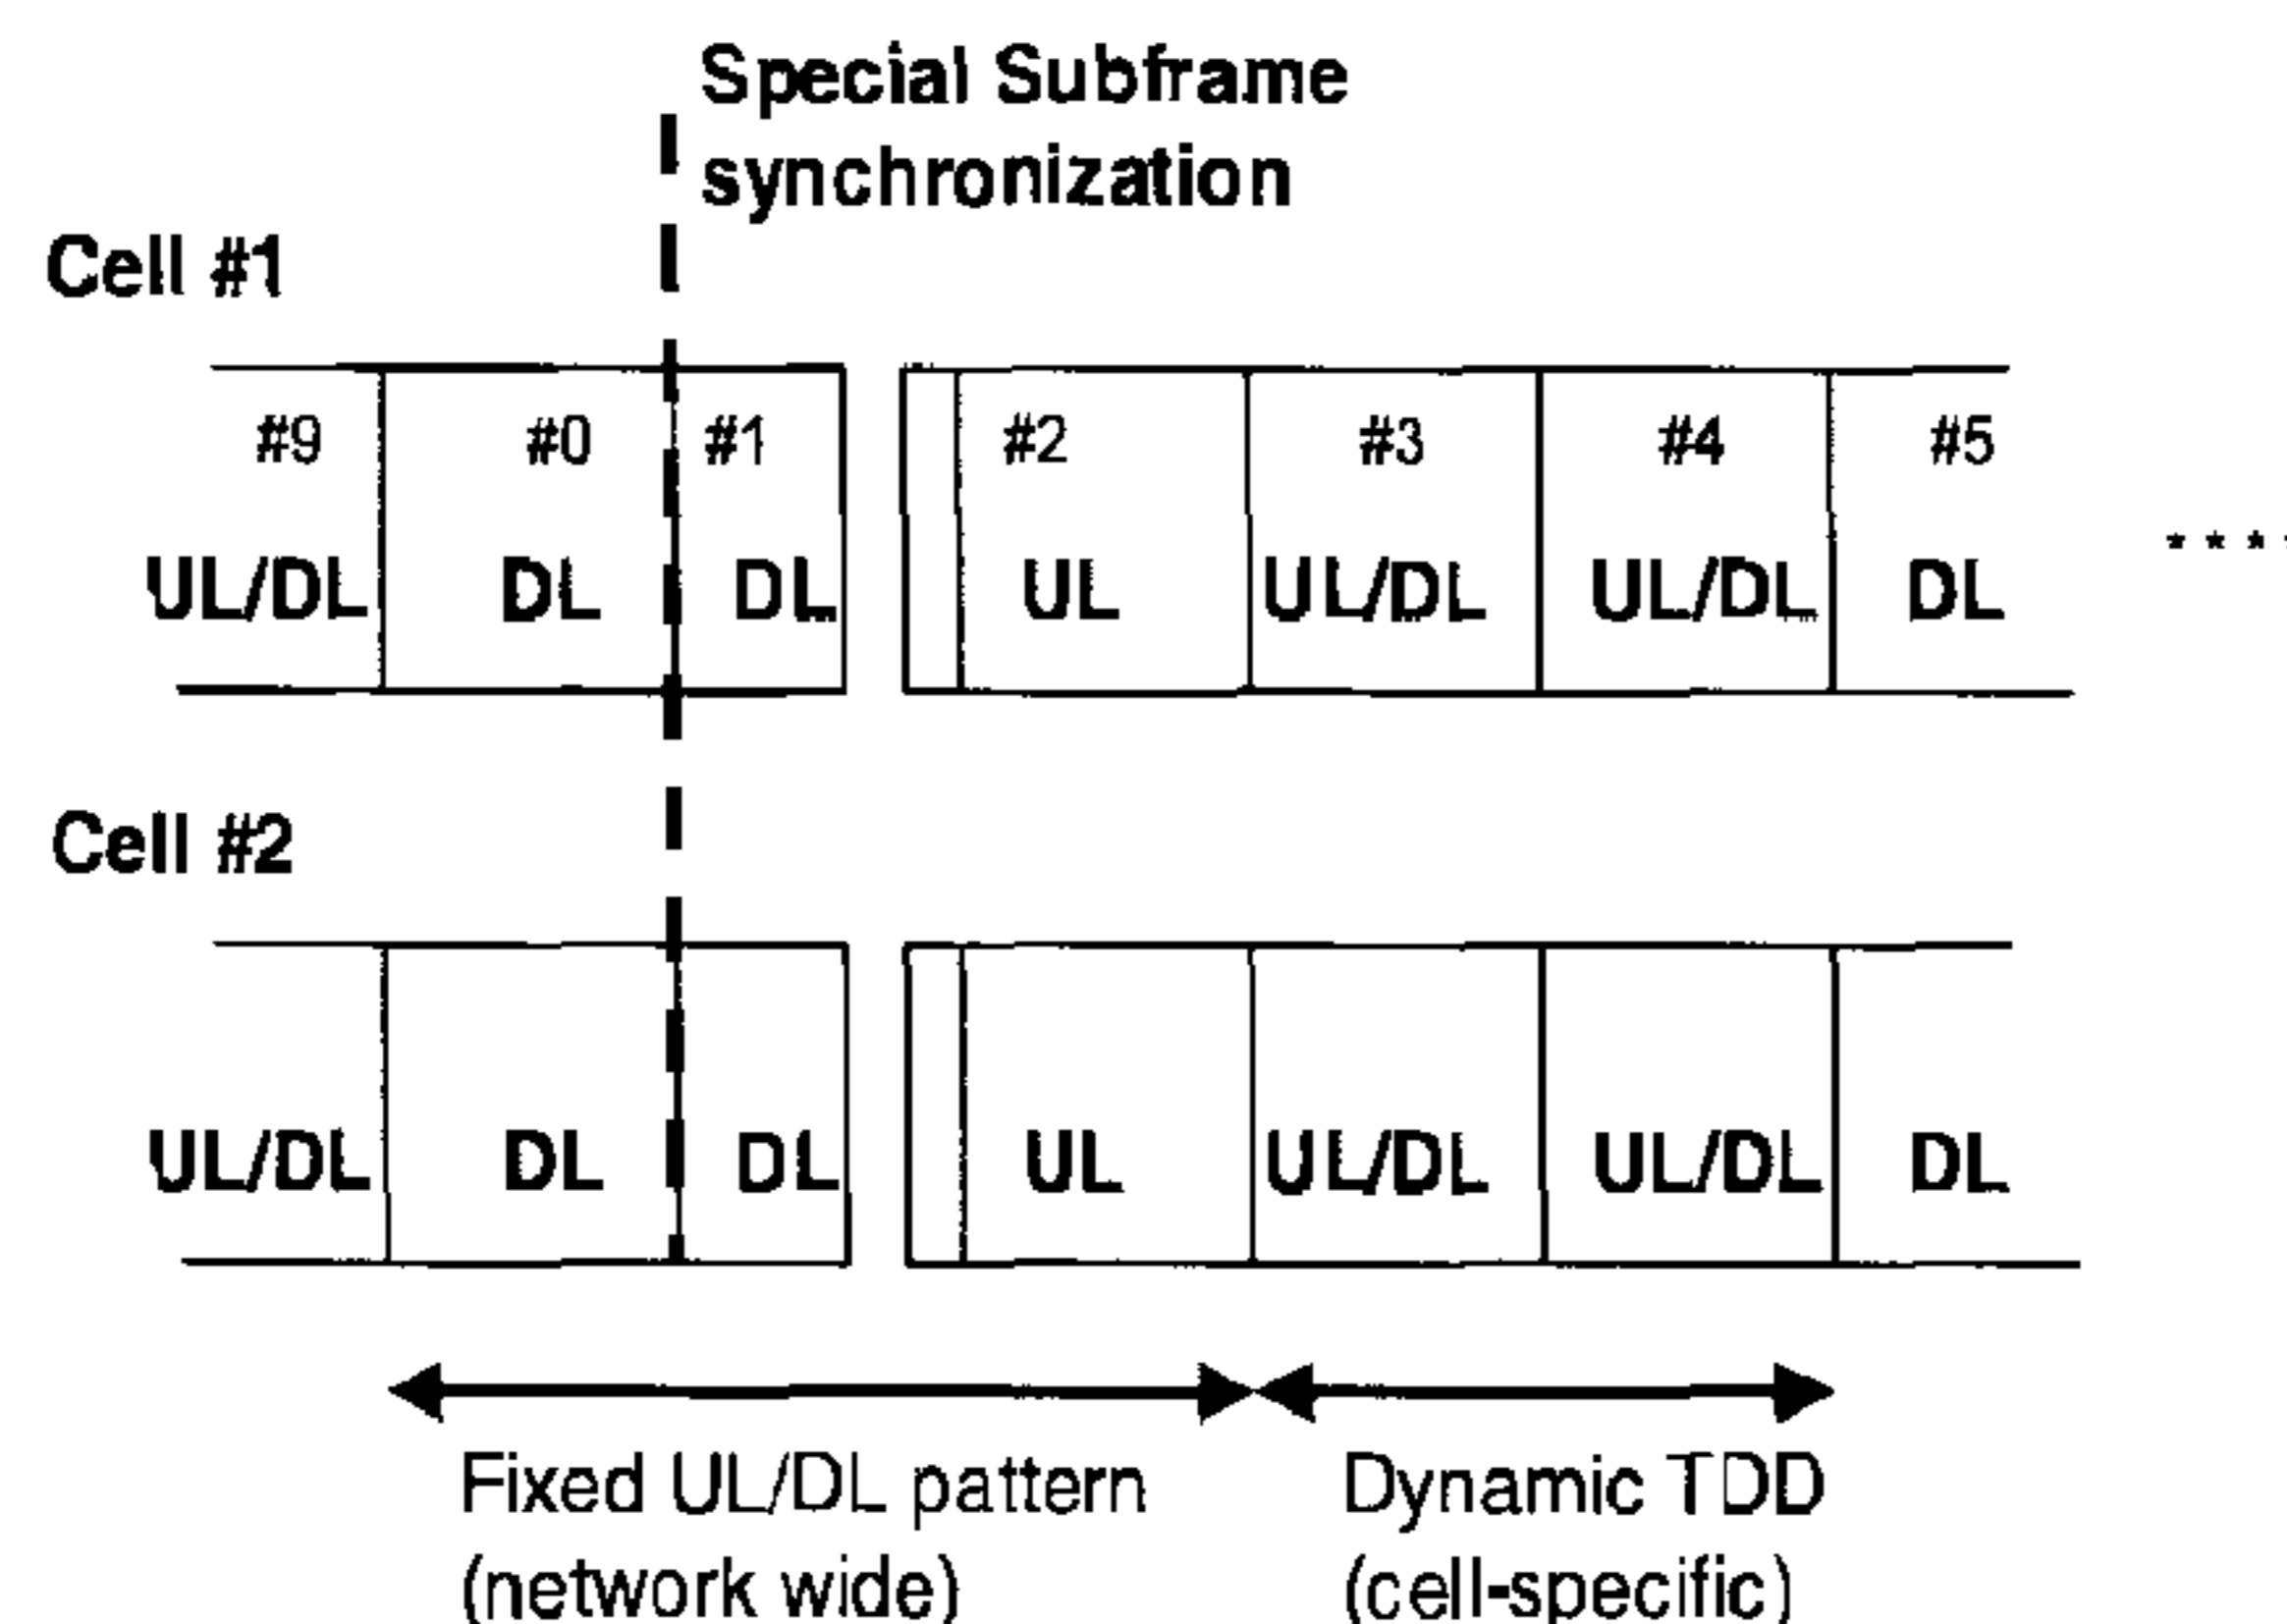 Special Subframe
synchronization
Cell #1
#9 #0 #1 #2 #3 #4 #5
UL/DL DL DL UL UL/DL UL/DL DL
Cell #2
UL/DL DL DL UL UL/DL UL/DL DL
Fixed UL/DL pattern
(network wide)
Dynamic TDD
(cell-specific)